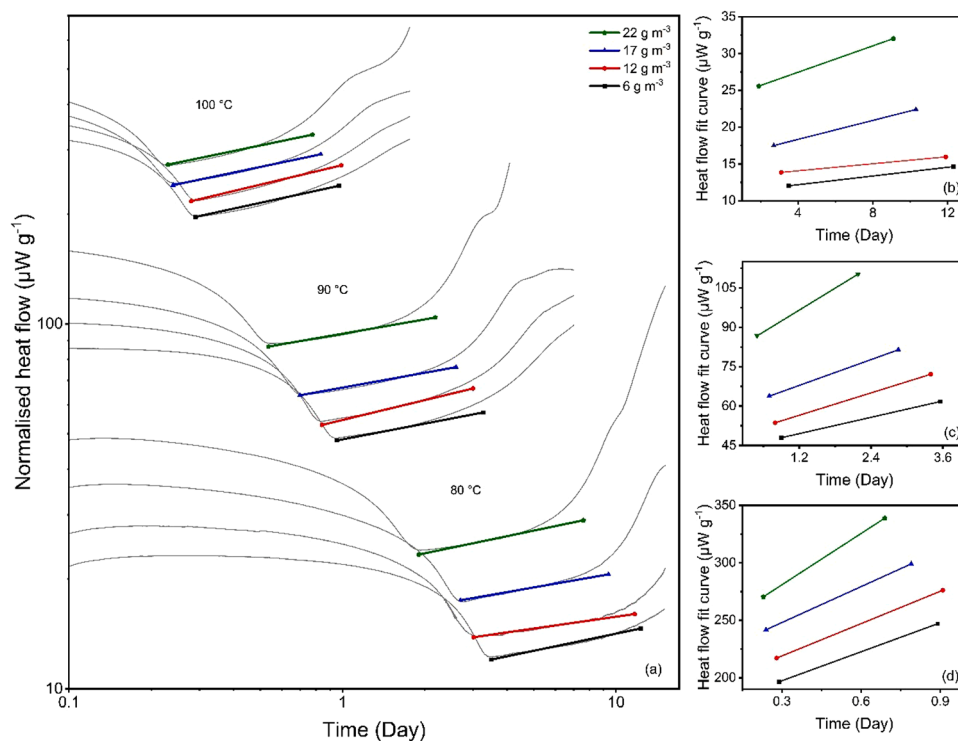 Normalised heat flow (µW g⁻¹)
100
10
0.1
1
10
Time (Day)
100 °C
90 °C
80 °C
22 g m⁻³
17 g m⁻³
12 g m⁻³
6 g m⁻³
(a)
Heat flow fit curve (µW g⁻¹)
35
30
25
20
15
10
4
8
12
Time (Day)
(b)
Heat flow fit curve (µW g⁻¹)
105
90
75
60
45
1.2
2.4
3.6
Time (Day)
(c)
Heat flow fit curve (µW g⁻¹)
350
300
250
200
0.3
0.6
0.9
Time (Day)
(d)